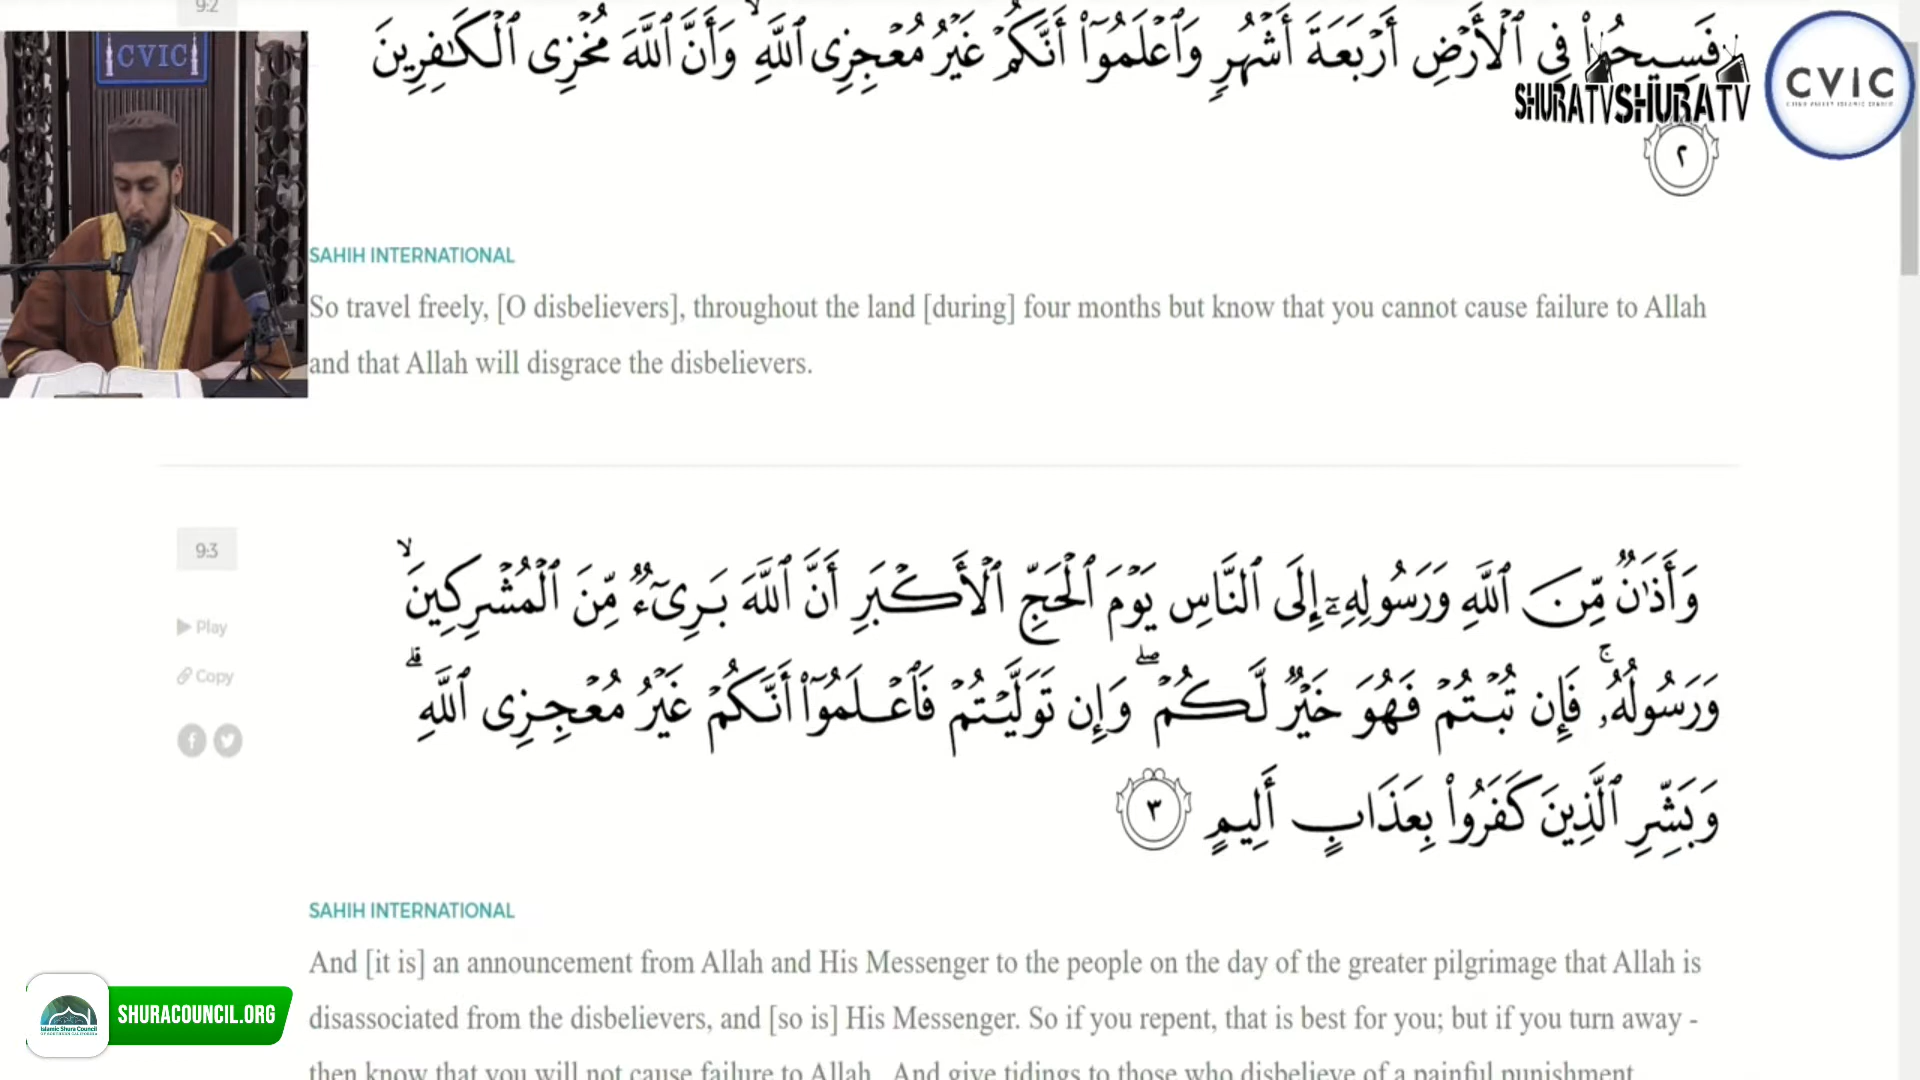 9:2
CVIC
فَسِيحُوا۟ فِى ٱلْأَرْضِ أَرْبَعَةَ أَشْهُرٍ وَٱعْلَمُوٓا۟ أَنَّكُمْ غَيْرُ مُعْجِزِى ٱللَّهِ ۙ وَأَنَّ ٱللَّهَ مُخْزِى ٱلْكَـٰفِرِينَ
٢
SHURATVSHURATV
CVIC
SAHIH INTERNATIONAL
So travel freely, [O disbelievers], throughout the land [during] four months but know that you cannot cause failure to Allah
and that Allah will disgrace the disbelievers.
9:3
Play
Copy
وَأَذَٰنٌ مِّنَ ٱللَّهِ وَرَسُولِهِۦٓ إِلَى ٱلنَّاسِ يَوْمَ ٱلْحَجِّ ٱلْأَكْبَرِ أَنَّ ٱللَّهَ بَرِىٓءٌ مِّنَ ٱلْمُشْرِكِينَ ۙ
وَرَسُولُهُۥ ۚ فَإِن تُبْتُمْ فَهُوَ خَيْرٌ لَّكُمْ ۖ وَإِن تَوَلَّيْتُمْ فَٱعْلَمُوٓا۟ أَنَّكُمْ غَيْرُ مُعْجِزِى ٱللَّهِ ۗ
وَبَشِّرِ ٱلَّذِينَ كَفَرُوا۟ بِعَذَابٍ أَلِيمٍ ٣
SAHIH INTERNATIONAL
And [it is] an announcement from Allah and His Messenger to the people on the day of the greater pilgrimage that Allah is
disassociated from the disbelievers, and [so is] His Messenger. So if you repent, that is best for you; but if you turn away -
then know that you will not cause failure to Allah. And give tidings to those who disbelieve of a painful punishment
Islamic Shura Council
SHURACOUNCIL.ORG